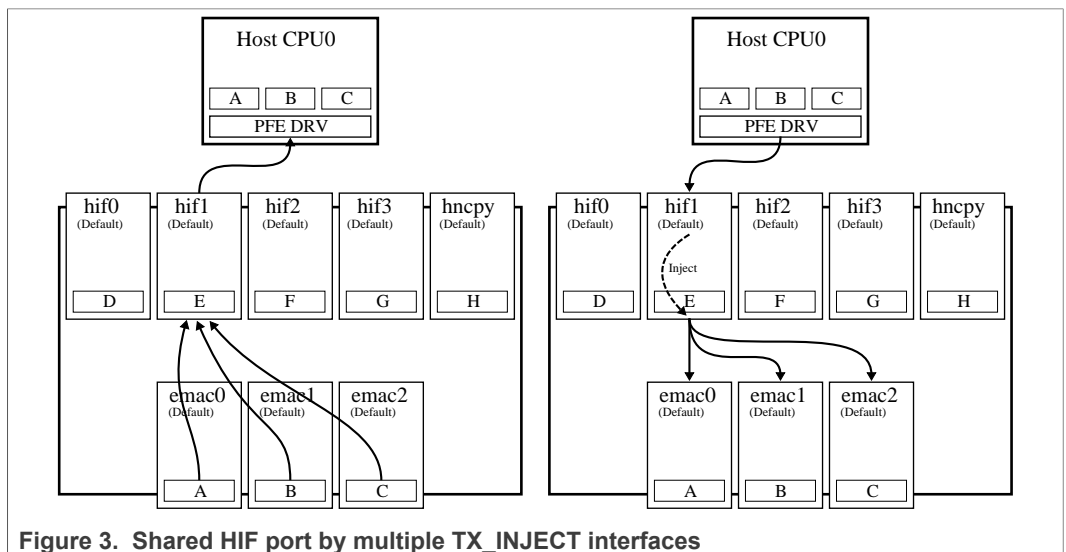 Host CPU0
A B C
PFE DRV
hif0 hif1 hif2 hif3 hncpy
(Default) (Default) (Default) (Default) (Default)
D E F G H
emac0 emac1 emac2
(Default) (Default) (Default)
A B C
Host CPU0
A B C
PFE DRV
hif0 hif1 hif2 hif3 hncpy
(Default) (Default) (Default) (Default) (Default)
Inject
D E F G H
emac0 emac1 emac2
(Default) (Default) (Default)
A B C
Figure 3. Shared HIF port by multiple TX_INJECT interfaces